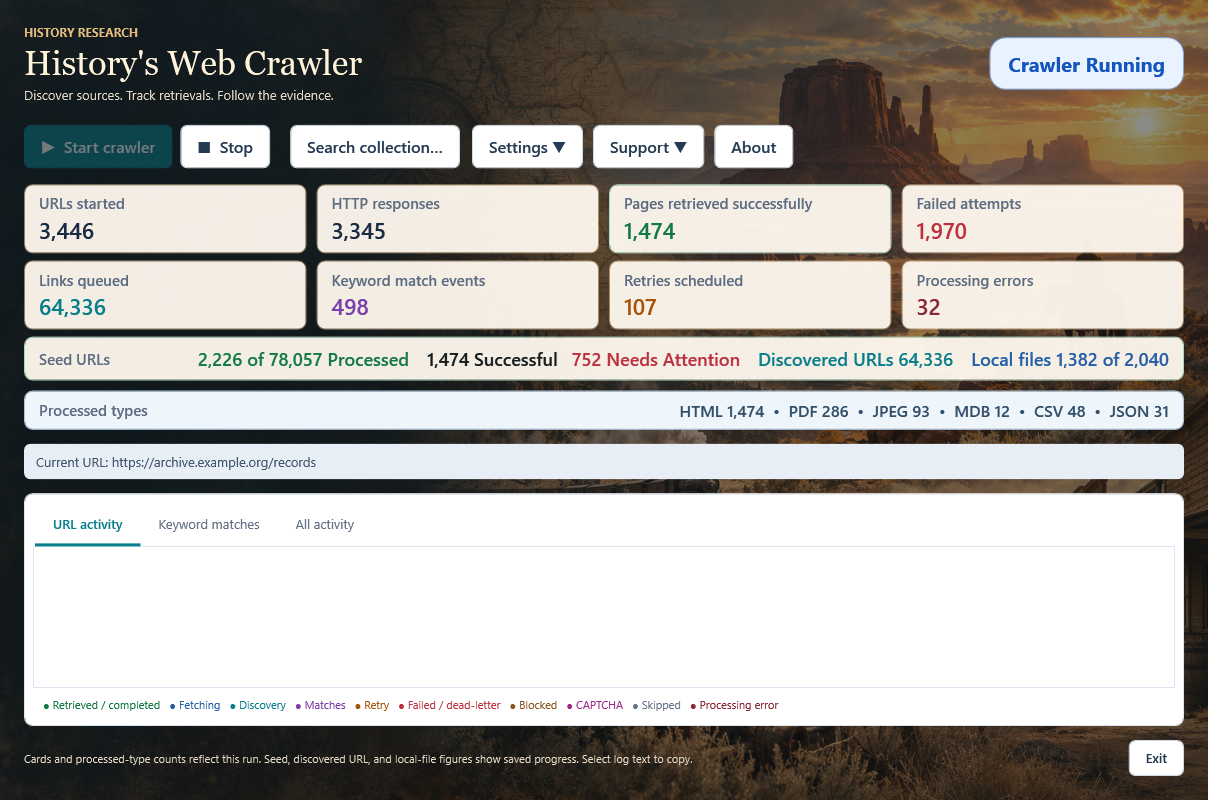 HISTORY RESEARCH
History's Web Crawler
Discover sources. Track retrievals. Follow the evidence.
Crawler Running
▶ Start crawler ■ Stop Search collection... Settings ▼ Support ▼ About
URLs started HTTP responses Pages retrieved successfully Failed attempts
3,446 3,345 1,474 1,970
Links queued Keyword match events Retries scheduled Processing errors
64,336 498 107 32
Seed URLs 2,226 of 78,057 Processed 1,474 Successful 752 Needs Attention Discovered URLs 64,336 Local files 1,382 of 2,040
Processed types HTML 1,474 • PDF 286 • JPEG 93 • MDB 12 • CSV 48 • JSON 31
Current URL: https://archive.example.org/records
URL activity Keyword matches All activity
● Retrieved / completed ● Fetching ● Discovery ● Matches ● Retry ● Failed / dead-letter ● Blocked ● CAPTCHA ● Skipped ● Processing error
Cards and processed-type counts reflect this run. Seed, discovered URL, and local-file figures show saved progress. Select log text to copy.
Exit